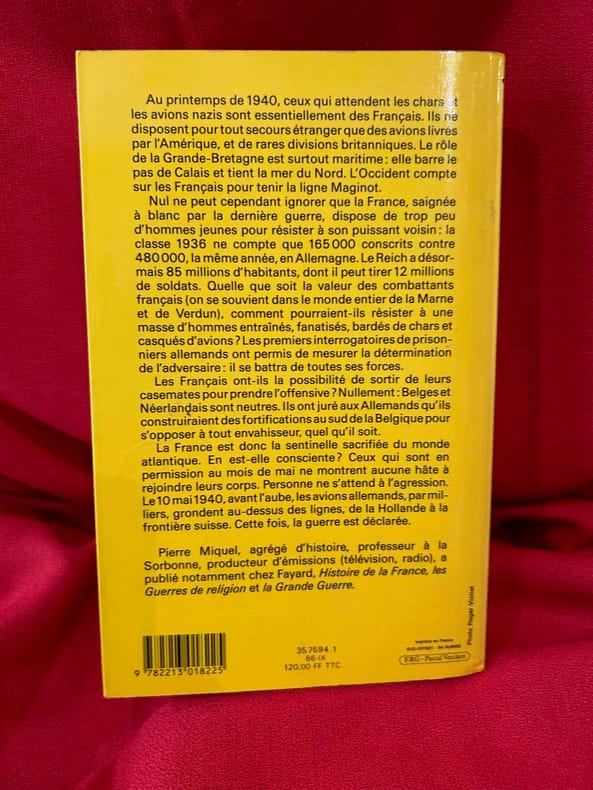 Au printemps de 1940, ceux qui attendent les chars et
les avions nazis sont essentiellement des Français. Ils ne
disposent pour tout secours étranger que des avions livrés
par l'Amérique, et de rares divisions britanniques. Le rôle
de la Grande-Bretagne est surtout maritime : elle barre le
pas de Calais et tient la mer du Nord. L'Occident compte
sur les Français pour tenir la ligne Maginot.
Nul ne peut cependant ignorer que la France, saignée
à blanc par la dernière guerre, dispose de trop peu
d'hommes jeunes pour résister à son puissant voisin : la
classe 1936 ne compte que 165 000 conscrits contre
480 000, la même année, en Allemagne. Le Reich a désor-
mais 85 millions d'habitants, dont il peut tirer 12 millions
de soldats. Quelle que soit la valeur des combattants
français (on se souvient dans le monde entier de la Marne
et de Verdun), comment pourraient-ils résister à une
masse d'hommes entraînés, fanatisés, bardés de chars et
casqués d'avions ? Les premiers interrogatoires de prison-
niers allemands ont permis de mesurer la détermination
de l'adversaire : il se battra de toutes ses forces.
Les Français ont-ils la possibilité de sortir de leurs
casemates pour prendre l'offensive ? Nullement : Belges et
Néerlandais sont neutres. Ils ont juré aux Allemands qu'ils
construiraient des fortifications au sud de la Belgique pour
s'opposer à tout envahisseur, quel qu'il soit.
La France est donc la sentinelle sacrifiée du monde
atlantique. En est-elle consciente ? Ceux qui sont en
permission au mois de mai ne montrent aucune hâte à
rejoindre leurs corps. Personne ne s'attend à l'agression.
Le 10 mai 1940, avant l'aube, les avions allemands, par mil-
liers, grondent au-dessus des lignes, de la Hollande à la
frontière suisse. Cette fois, la guerre est déclarée.
Pierre Miquel, agrégé d'histoire, professeur à la
Sorbonne, producteur d'émissions (télévision, radio), a
publié notamment chez Fayard, Histoire de la France, les
Guerres de religion et la Grande Guerre.
Photo Roger Viollet
35.7594.1
86-IX
120,00 FF TTC.
9 782213 018225
Imprimé en France
ERG - Pascal Vercken